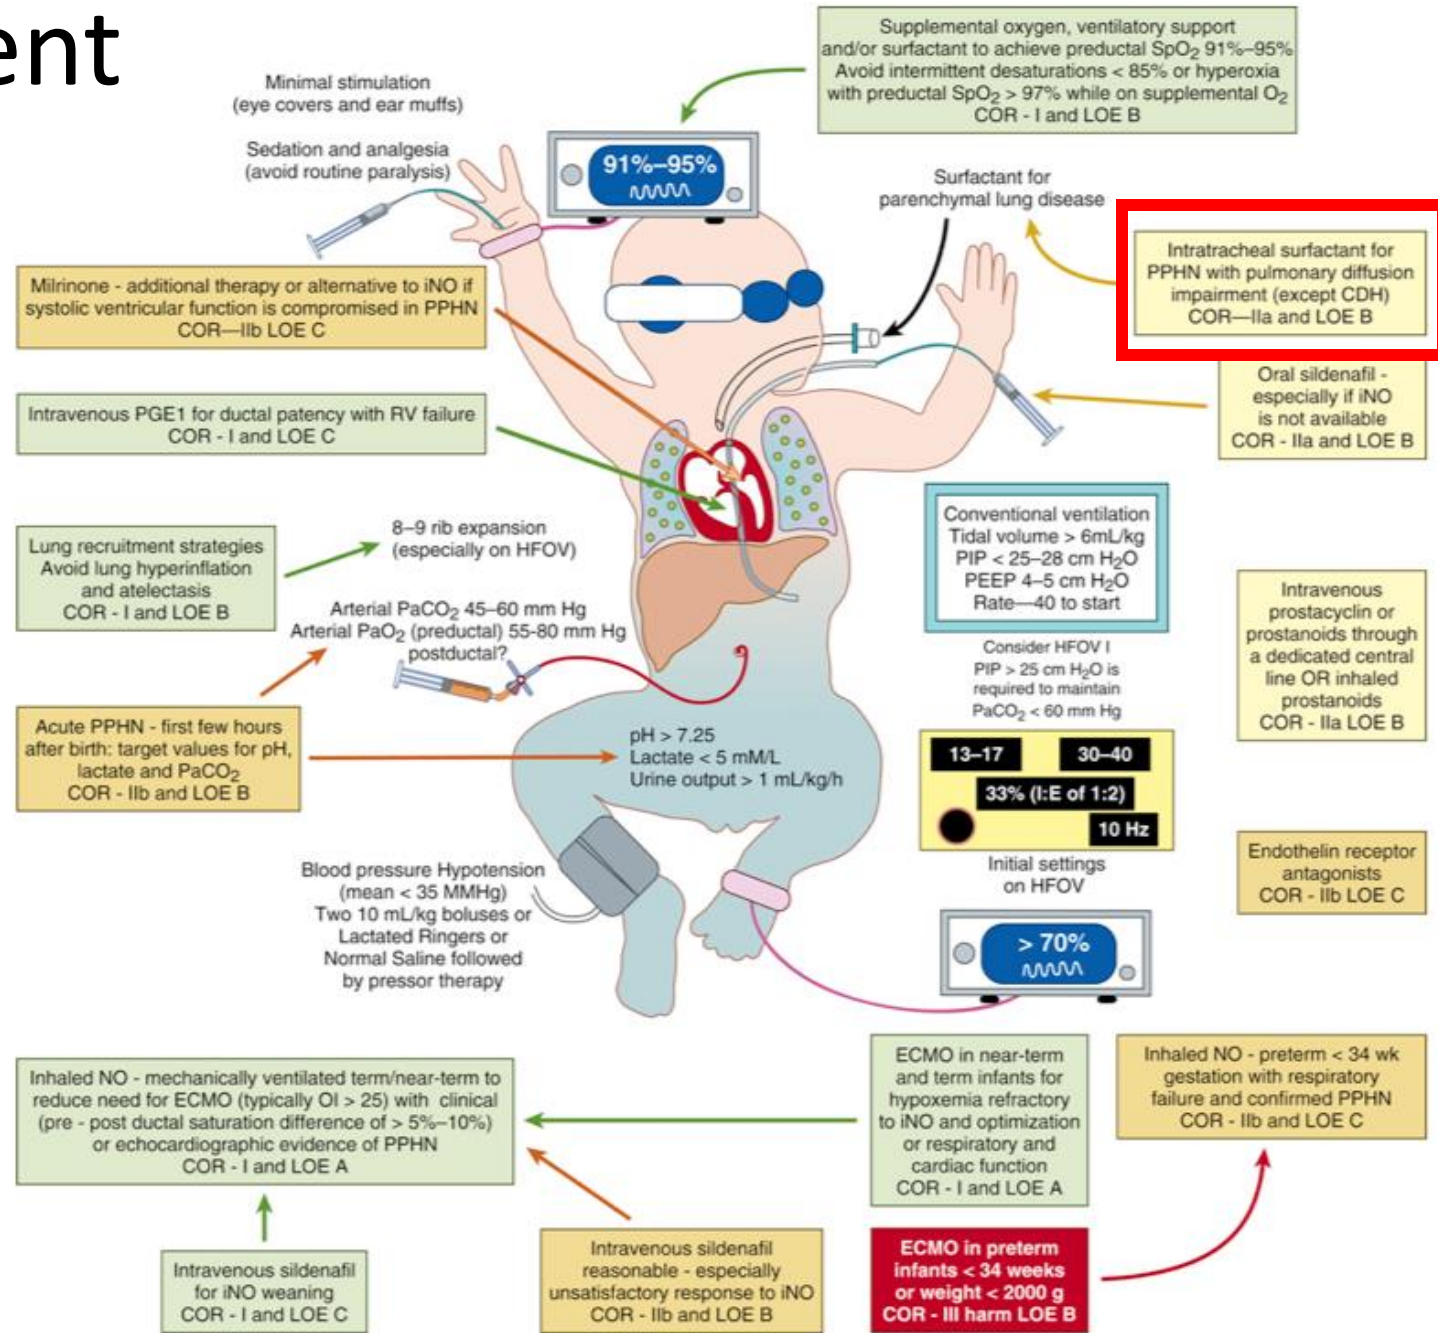 ent
Supplemental oxygen, ventilatory support
and/or surfactant to achieve preductal SpO2 91%–95%
Avoid intermittent desaturations < 85% or hyperoxia
with preductal SpO2 > 97% while on supplemental O2
COR - I and LOE B
Minimal stimulation
(eye covers and ear muffs)
Sedation and analgesia
(avoid routine paralysis)
91%–95%
Surfactant for
parenchymal lung disease
Intratracheal surfactant for
PPHN with pulmonary diffusion
impairment (except CDH)
COR—IIa and LOE B
Milrinone - additional therapy or alternative to iNO if
systolic ventricular function is compromised in PPHN
COR—IIb LOE C
Oral sildenafil -
especially if iNO
is not available
COR - IIa and LOE B
Intravenous PGE1 for ductal patency with RV failure
COR - I and LOE C
Lung recruitment strategies
Avoid lung hyperinflation
and atelectasis
COR - I and LOE B
8–9 rib expansion
(especially on HFOV)
Conventional ventilation
Tidal volume > 6mL/kg
PIP < 25–28 cm H2O
PEEP 4–5 cm H2O
Rate—40 to start
Arterial PaCO2 45–60 mm Hg
Arterial PaO2 (preductal) 55-80 mm Hg
postductal?
Intravenous
prostacyclin or
prostanoids through
a dedicated central
line OR inhaled
prostanoids
COR - IIa LOE B
Consider HFOV I
PIP > 25 cm H2O is
required to maintain
PaCO2 < 60 mm Hg
Acute PPHN - first few hours
after birth: target values for pH,
lactate and PaCO2
COR - IIb and LOE B
pH > 7.25
Lactate < 5 mM/L
Urine output > 1 mL/kg/h
13–17
30–40
33% (I:E of 1:2)
10 Hz
Initial settings
on HFOV
Endothelin receptor
antagonists
COR - IIb LOE C
Blood pressure Hypotension
(mean < 35 MMHg)
Two 10 mL/kg boluses or
Lactated Ringers or
Normal Saline followed
by pressor therapy
> 70%
Inhaled NO - mechanically ventilated term/near-term to
reduce need for ECMO (typically OI > 25) with clinical
(pre - post ductal saturation difference of > 5%–10%)
or echocardiographic evidence of PPHN
COR - I and LOE A
ECMO in near-term
and term infants for
hypoxemia refractory
to iNO and optimization
or respiratory and
cardiac function
COR - I and LOE A
Inhaled NO - preterm < 34 wk
gestation with respiratory
failure and confirmed PPHN
COR - IIb and LOE C
Intravenous sildenafil
for iNO weaning
COR - I and LOE C
Intravenous sildenafil
reasonable - especially
unsatisfactory response to iNO
COR - IIb and LOE B
ECMO in preterm
infants < 34 weeks
or weight < 2000 g
COR - III harm LOE B